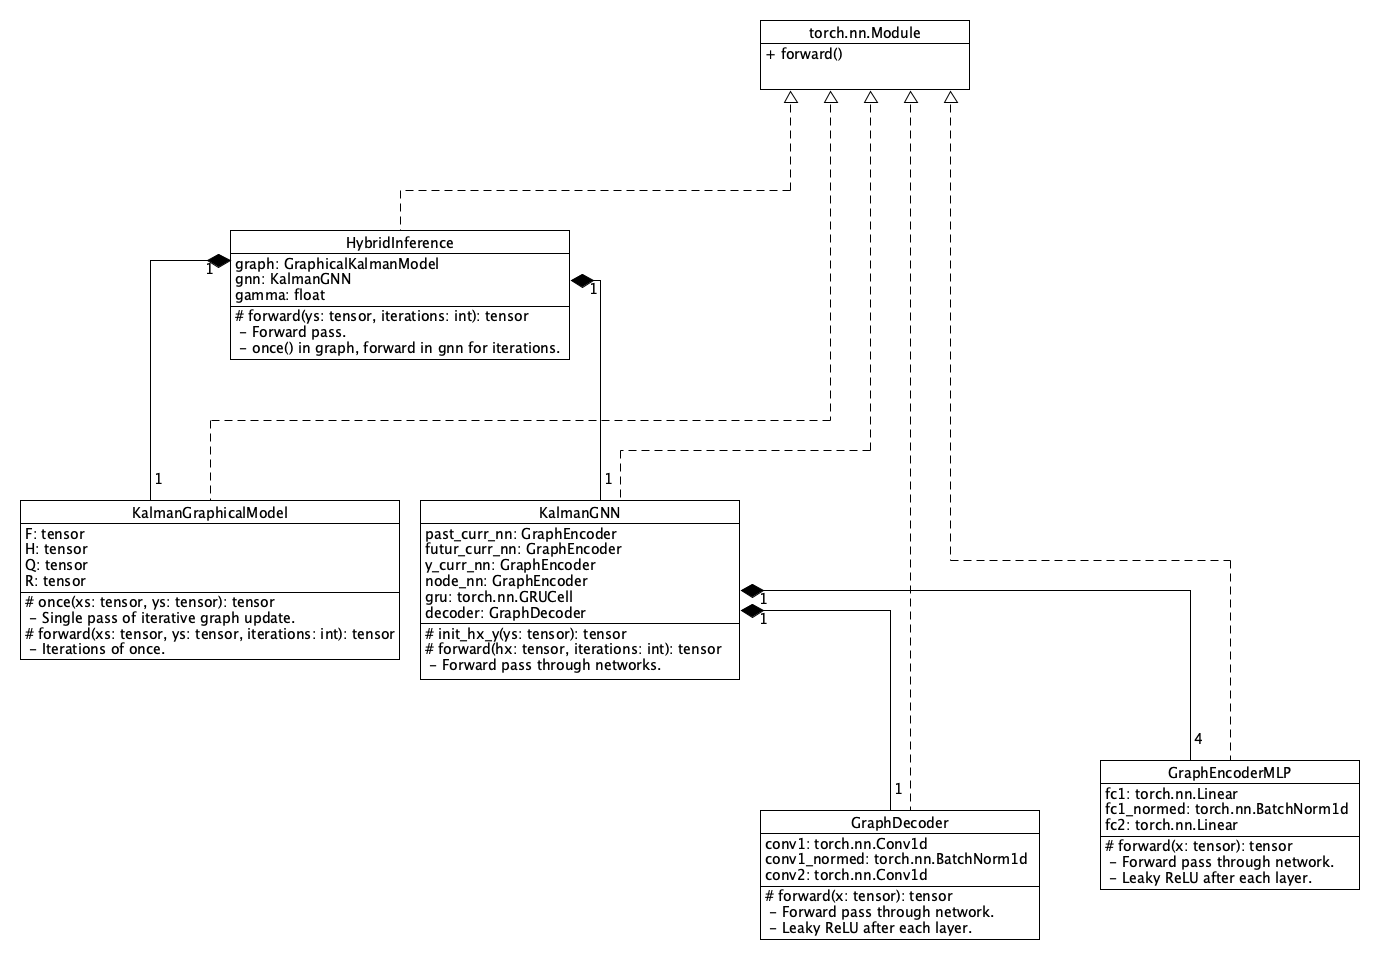 torch.nn.Module
+ forward()
HybridInference
graph: GraphicalKalmanModel
gnn: KalmanGNN
gamma: float
# forward(ys: tensor, iterations: int): tensor
- Forward pass.
- once() in graph, forward in gnn for iterations.
1
1
1
1
KalmanGraphicalModel
F: tensor
H: tensor
Q: tensor
R: tensor
# once(xs: tensor, ys: tensor): tensor
- Single pass of iterative graph update.
# forward(xs: tensor, ys: tensor, iterations: int): tensor
- Iterations of once.
KalmanGNN
past_curr_nn: GraphEncoder
futur_curr_nn: GraphEncoder
y_curr_nn: GraphEncoder
node_nn: GraphEncoder
gru: torch.nn.GRUCell
decoder: GraphDecoder
# init_hx_y(ys: tensor): tensor
# forward(hx: tensor, iterations: int): tensor
- Forward pass through networks.
1
1
4
1
GraphEncoderMLP
fc1: torch.nn.Linear
fc1_normed: torch.nn.BatchNorm1d
fc2: torch.nn.Linear
# forward(x: tensor): tensor
- Forward pass through network.
- Leaky ReLU after each layer.
GraphDecoder
conv1: torch.nn.Conv1d
conv1_normed: torch.nn.BatchNorm1d
conv2: torch.nn.Conv1d
# forward(x: tensor): tensor
- Forward pass through network.
- Leaky ReLU after each layer.